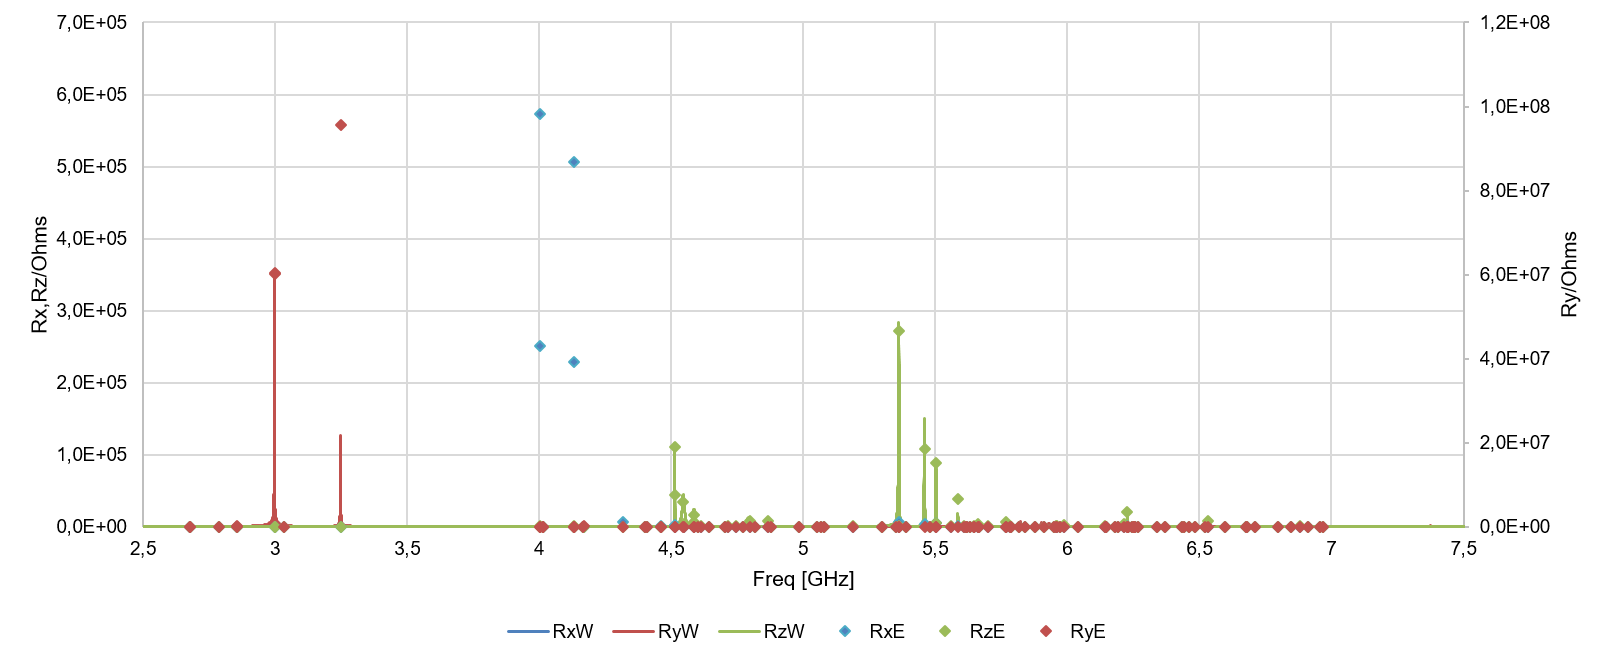 7,0E+05
6,0E+05
5,0E+05
4,0E+05
3,0E+05
2,0E+05
1,0E+05
0,0E+00
Rx,Rz/Ohms
1,2E+08
1,0E+08
8,0E+07
6,0E+07
4,0E+07
2,0E+07
0,0E+00
Ry/Ohms
2,5 3 3,5 4 4,5 5 5,5 6 6,5 7 7,5
Freq [GHz]
RxW RyW RzW RxE RzE RyE